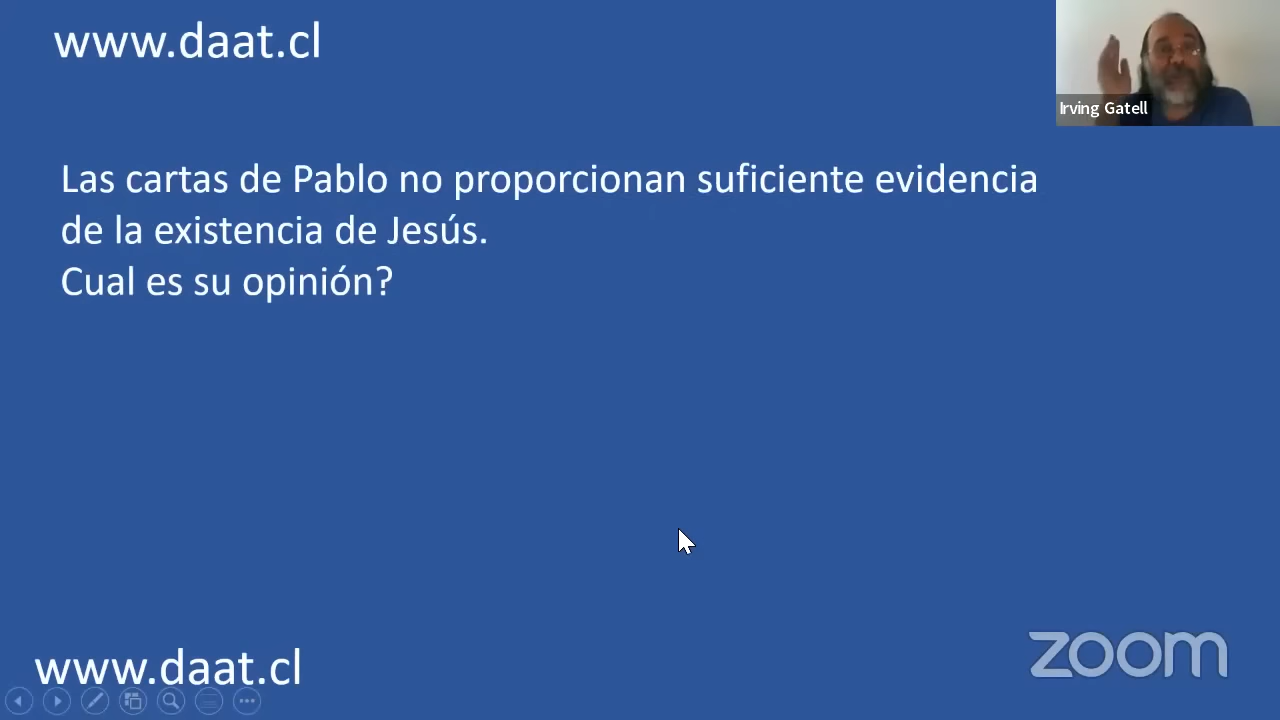 www.daat.cl
Irving Gatell
Las cartas de Pablo no proporcionan suficiente evidencia
de la existencia de Jesús.
Cual es su opinión?
zoom
www.daat.cl